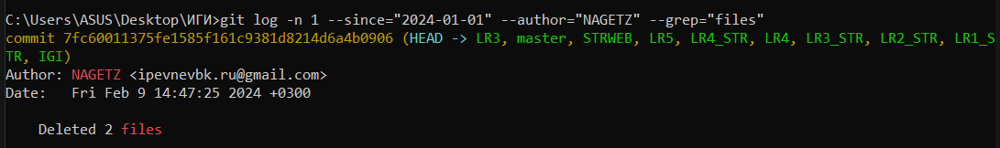 C:\Users\ASUS\Desktop\ИГИ>git log -n 1 --since="2024-01-01" --author="NAGETZ" --grep="files"
commit 7fc60011375fe1585f161c9381d8214d6a4b0906 (HEAD -> LR3, master, STRWEB, LR5, LR4_STR, LR4, LR3_STR, LR2_STR, LR1_S
TR, IGI)
Author: NAGETZ <ipevnevbk.ru@gmail.com>
Date:   Fri Feb 9 14:47:25 2024 +0300
    Deleted 2 files